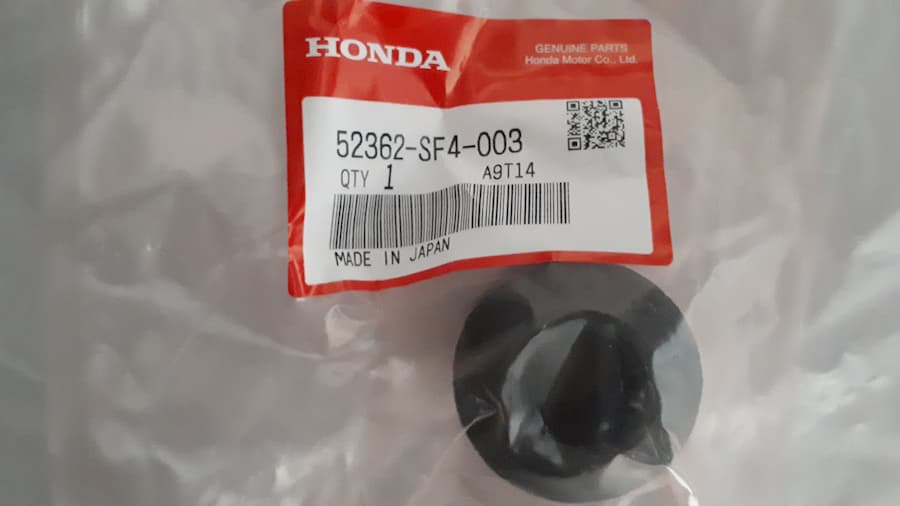 HONDA
GENUINE PARTS
Honda Motor Co., Ltd.
52362-SF4-003
QTY 1 A9T14
MADE IN JAPAN